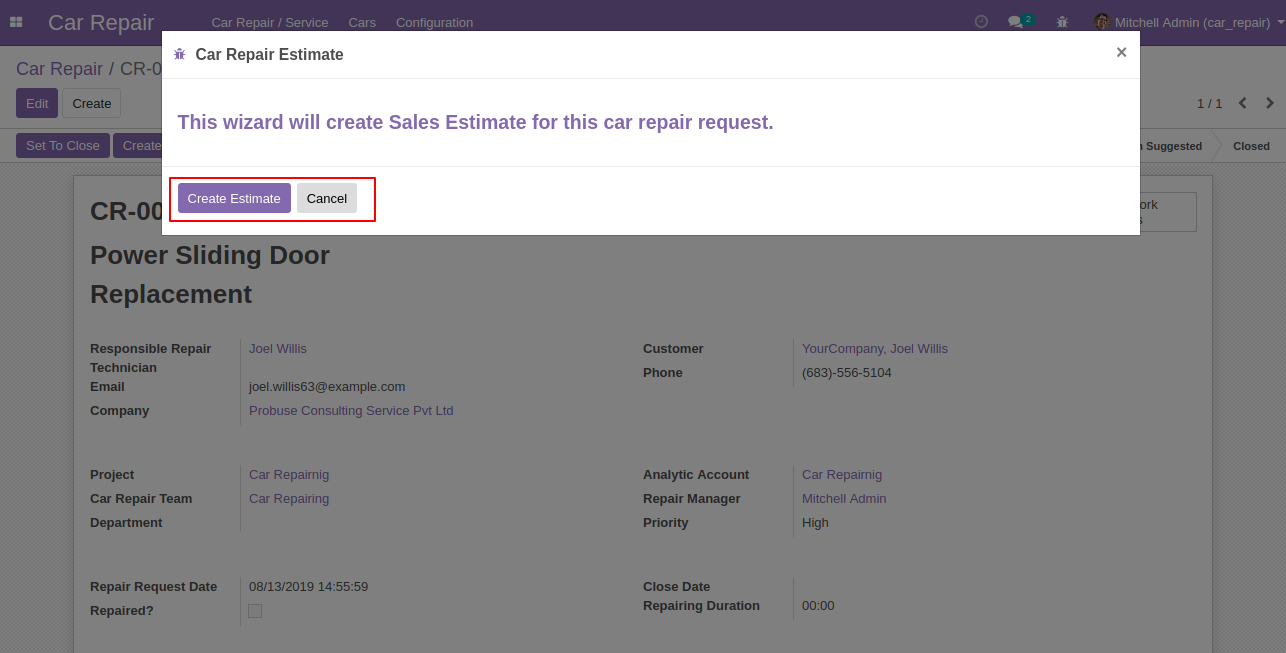 Car Repair Car Repair / Service Cars Configuration 2 Mitchell Admin (car_repair)
Car Repair Estimate ×
Car Repair / CR-0
Edit Create 1 / 1
This wizard will create Sales Estimate for this car repair request.
Set To Close Create Suggested Closed
Create Estimate Cancel
CR-00
Power Sliding Door
Replacement
Responsible Repair Joel Willis Customer YourCompany, Joel Willis
Technician
Phone (683)-556-5104
Email joel.willis63@example.com
Company Probuse Consulting Service Pvt Ltd
Project Car Repairnig Analytic Account Car Repairnig
Car Repair Team Car Repairing Repair Manager Mitchell Admin
Department Priority High
Repair Request Date 08/13/2019 14:55:59 Close Date
Repaired? Repairing Duration 00:00